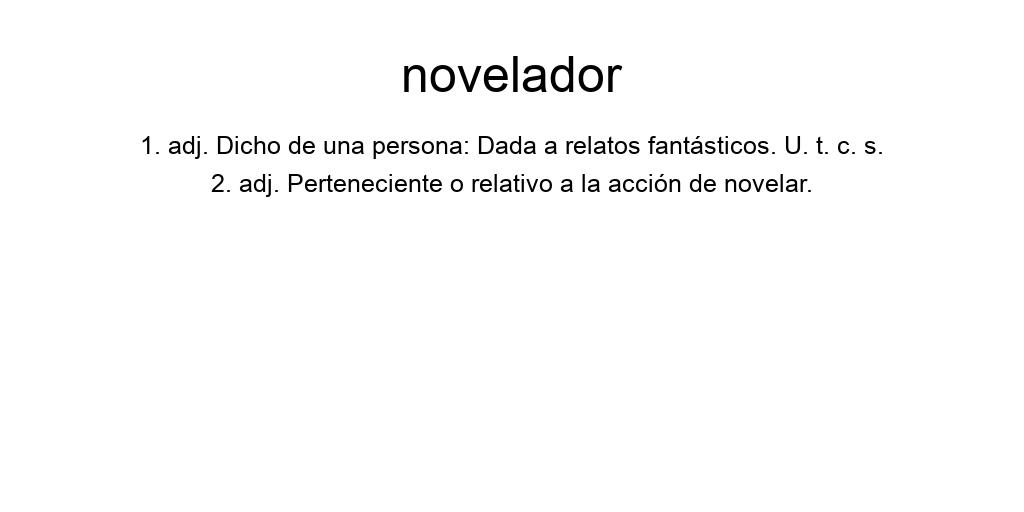 novelador
1. adj. Dicho de una persona: Dada a relatos fantásticos. U. t. c. s.
2. adj. Perteneciente o relativo a la acción de novelar.